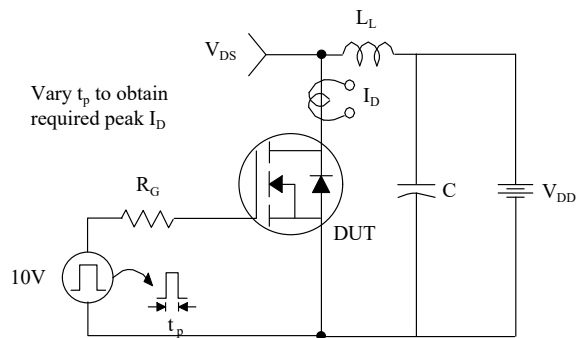 L_L
V_DS
I_D
Vary t_p to obtain
required peak I_D
R_G
C
V_DD
DUT
10V
t_p